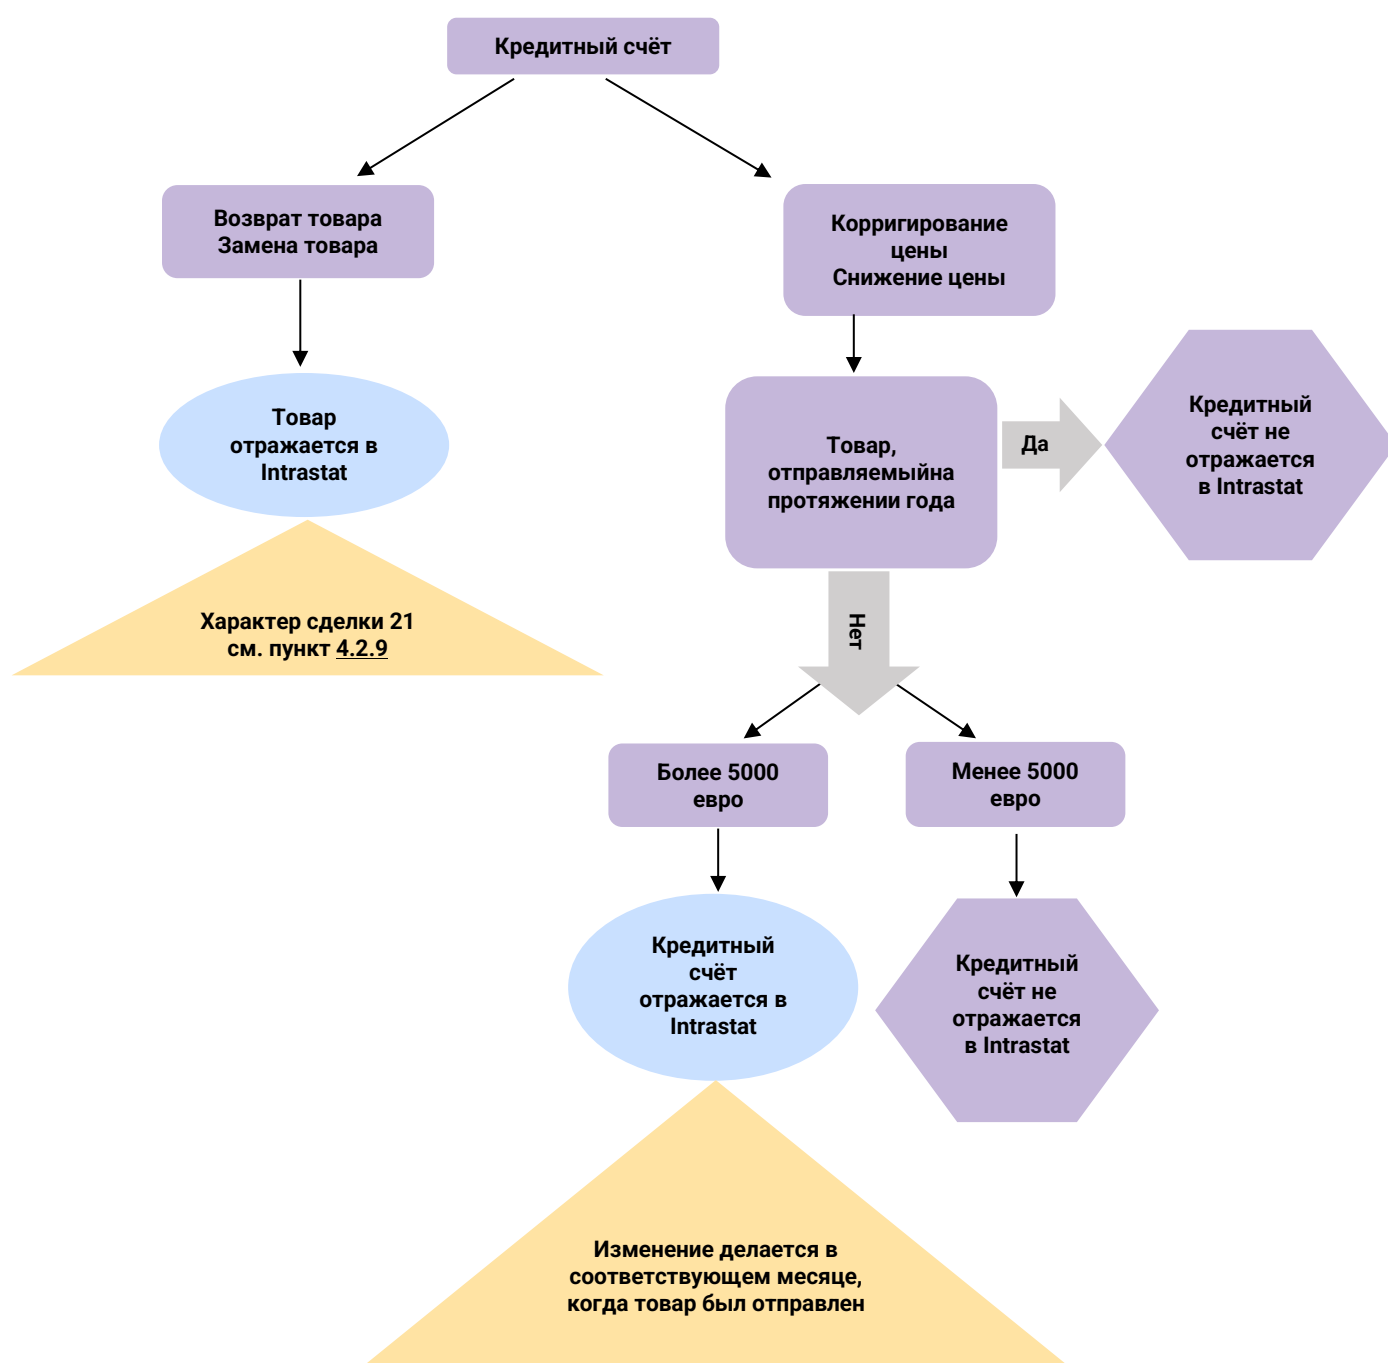 Кредитный счёт
Возврат товара
Замена товара
Корригирование
цены
Снижение цены
Товар
отражается в
Intrastat
Товар,
отправляемыйна
протяжении года
Да
Кредитный
счёт не
отражается
в Intrastat
Характер сделки 21
см. пункт 4.2.9
Нет
Более 5000
евро
Менее 5000
евро
Кредитный
счёт
отражается в
Intrastat
Кредитный
счёт не
отражается
в Intrastat
Изменение делается в
соответствующем месяце,
когда товар был отправлен